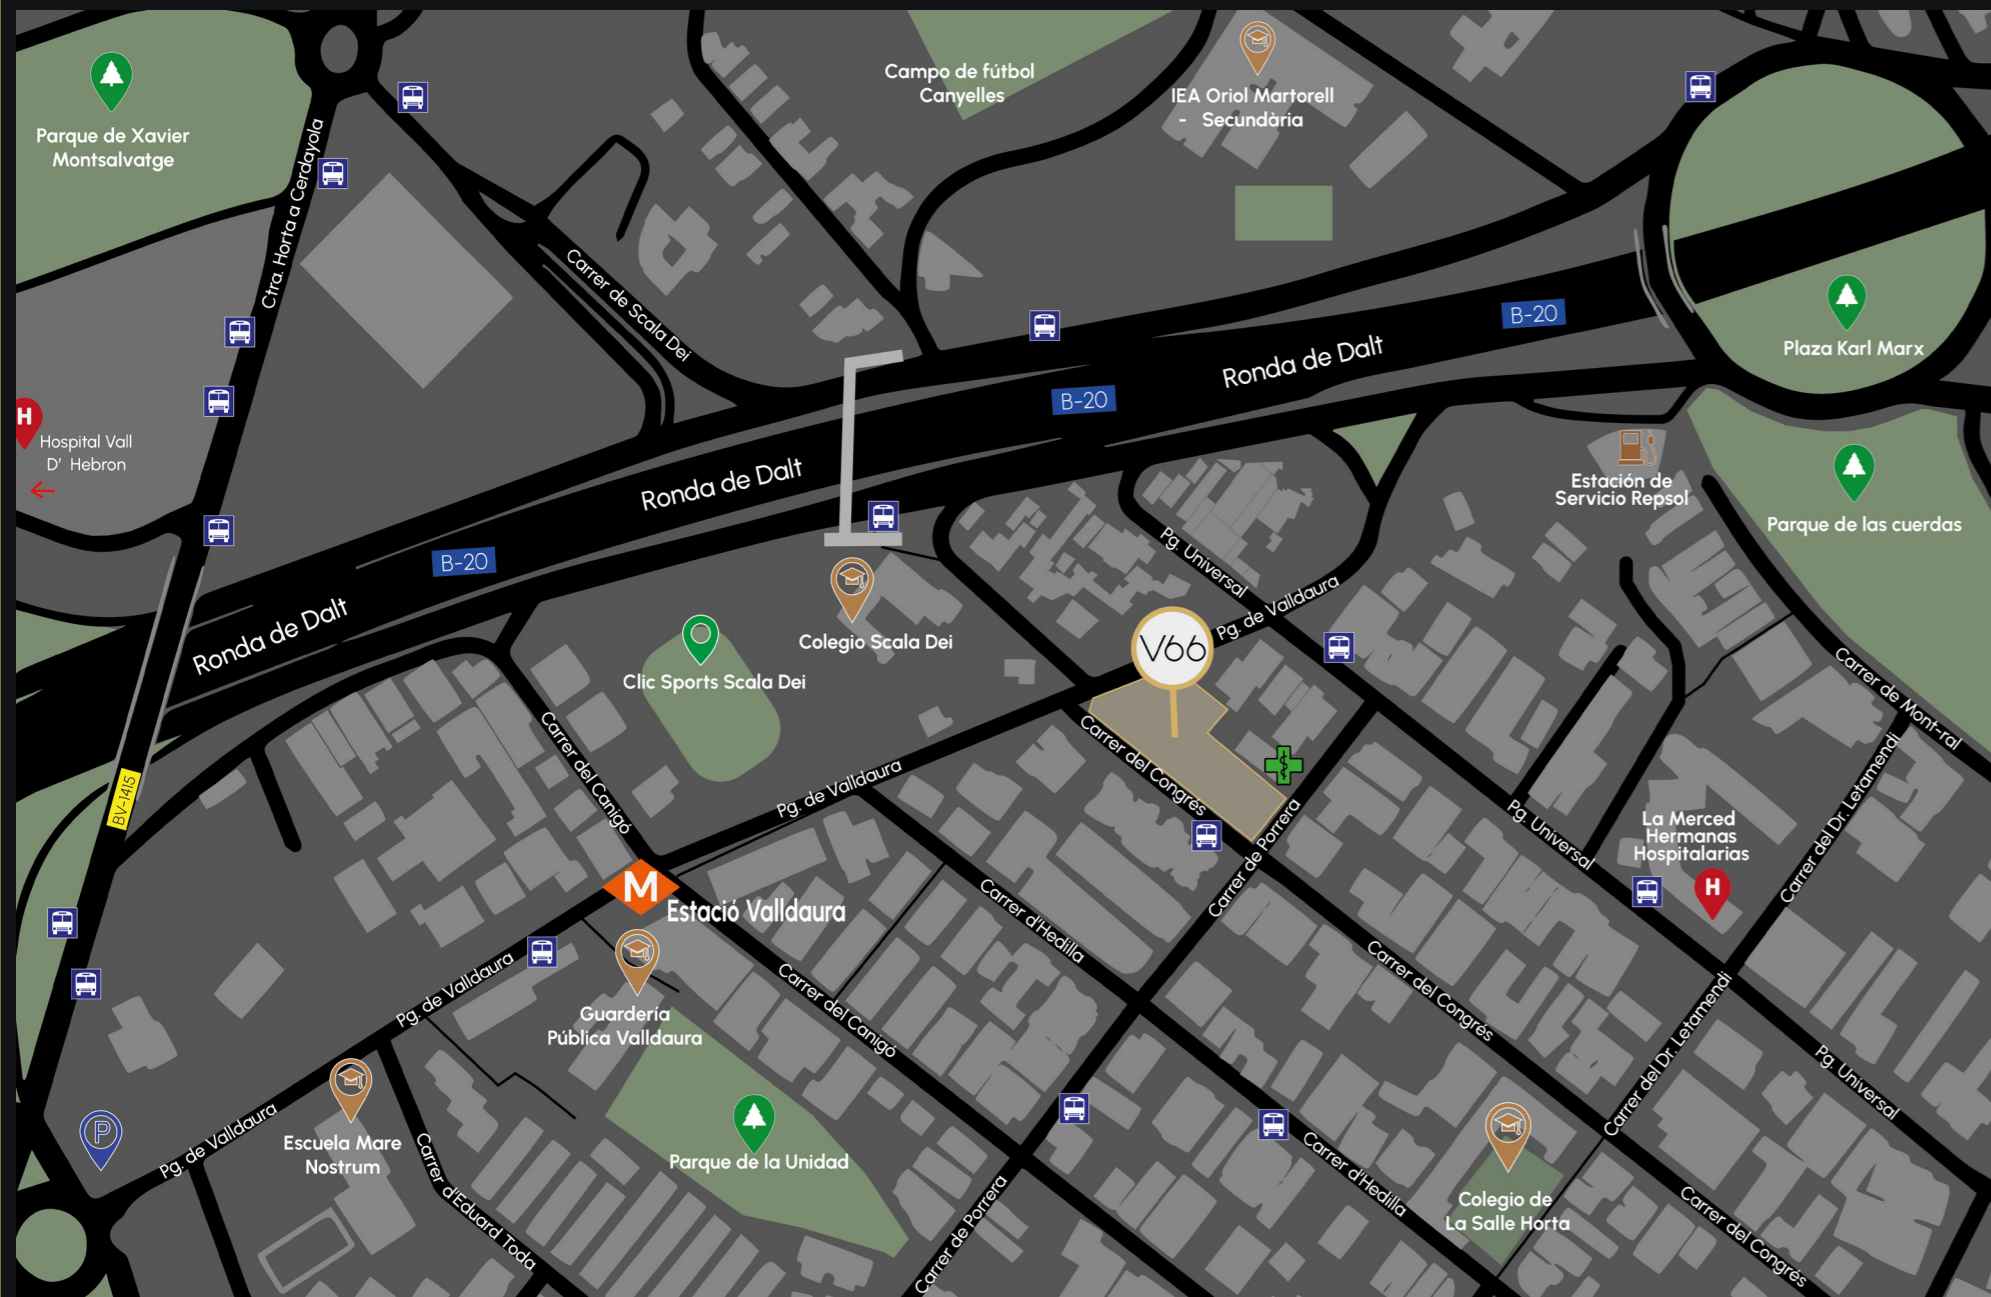 Campo de fútbol
Canyelles
IEA Oriol Martorell
- Secundària
Parque de Xavier
Montsalvatge
Ctra. Horta a Cerdayola
Carrer de Scala Dei
B-20
Plaza Karl Marx
Ronda de Dalt
B-20
H
Hospital Vall
D' Hebron
Ronda de Dalt
Estación de
Servicio Repsol
Parque de las cuerdas
B-20
Pg. Universal
Ronda de Dalt
Colegio Scala Dei
Pg. de Valldaura
V66
Clic Sports Scala Dei
Carrer de Mont-ral
Carrer del Canigó
Carrer del Congrés
Pg. de Valldaura
BV-1415
Carrer del Dr. Letamendi
Pg. Universal
La Merced
Hermanas
Hospitalarias
H
Carrer de Porrera
M
Estació Valldaura
Carrer d'Hedilla
Pg. de Valldaura
Carrer del Canigó
Carrer del Congrés
Guardería
Pública Valldaura
Carrer del Dr. Letamendi
Pg. Universal
P
Pg. de Valldaura
Escuela Mare
Nostrum
Carrer d'Eduard Toda
Parque de la Unidad
Carrer de Porrera
Carrer d'Hedilla
Colegio de
La Salle Horta
Carrer del Congrés